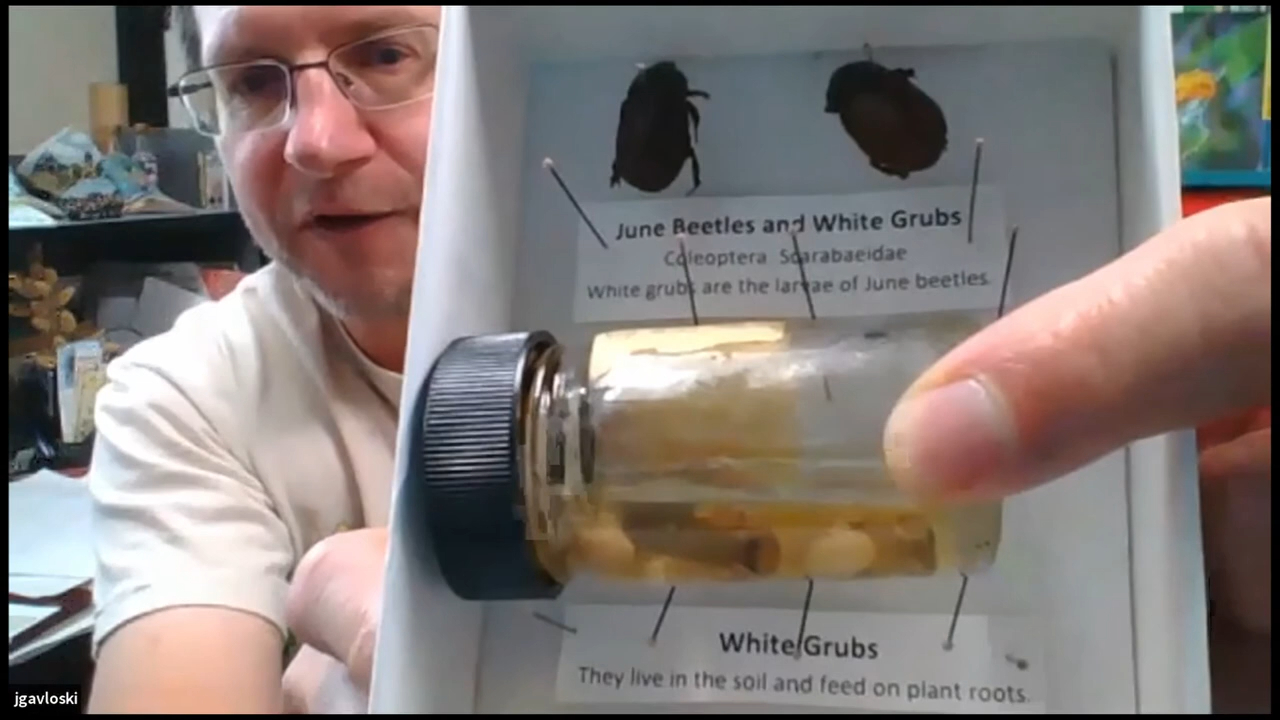 June Beetles and White Grubs
Coleoptera Scarabaeidae
White grubs are the larvae of June beetles.
White Grubs
They live in the soil and feed on plant roots.
jgavloski